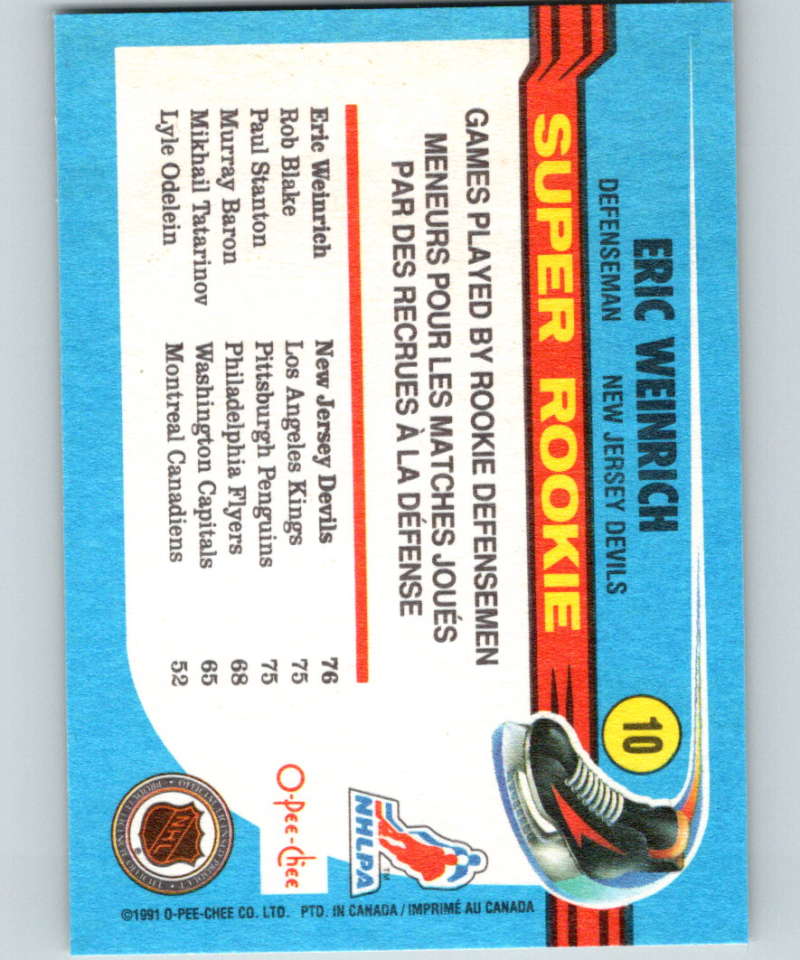 ERIC WEINRICH
DEFENSEMAN NEW JERSEY DEVILS
10
SUPER ROOKIE
GAMES PLAYED BY ROOKIE DEFENSEMEN
MENEURS POUR LES MATCHES JOUÉS
PAR DES RECRUES À LA DÉFENSE
Eric Weinrich New Jersey Devils 76
Rob Blake Los Angeles Kings 75
Paul Stanton Pittsburgh Penguins 75
Murray Baron Philadelphia Flyers 68
Mikhail Tatarinov Washington Capitals 65
Lyle Odelein Montreal Canadiens 52
NHLPA
O-Pee-Chee
NHL
©1991 O-PEE-CHEE CO. LTD. PTD. IN CANADA / IMPRIMÉ AU CANADA